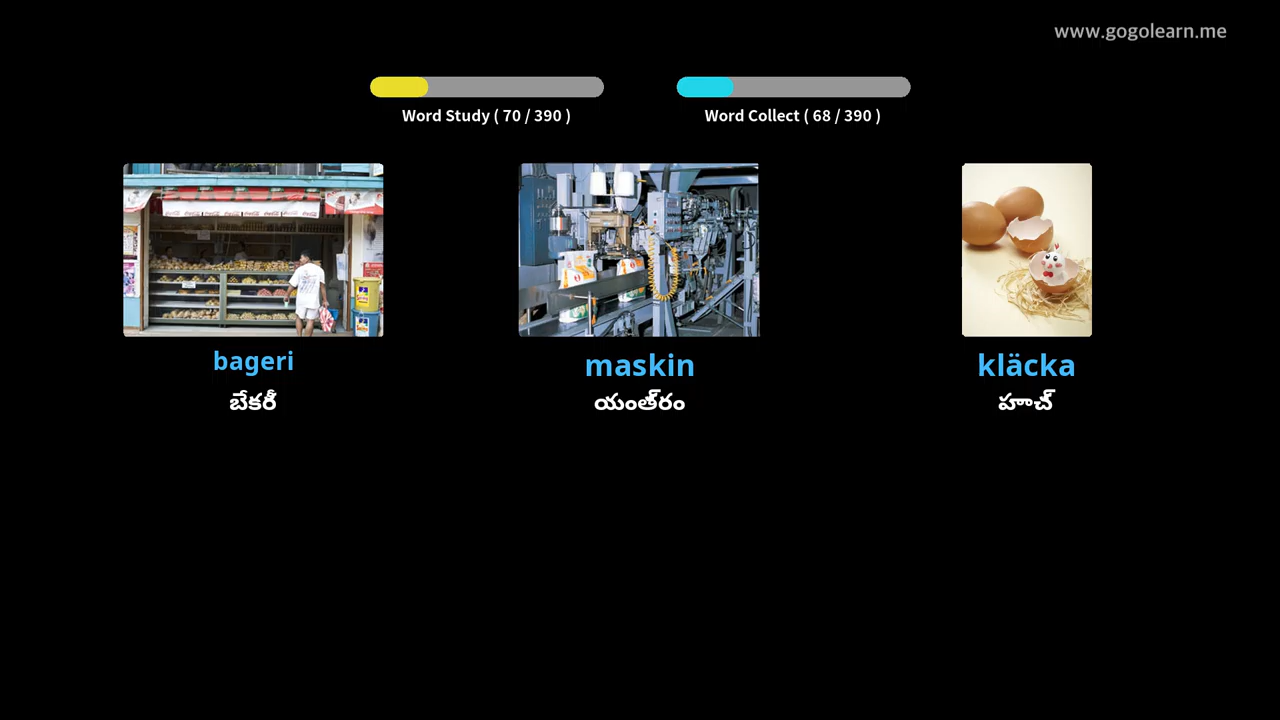 www.gogolearn.me
Word Study ( 70 / 390 )
Word Collect ( 68 / 390 )
bageri
maskin
kläcka
బేకరీ
యంత్రం
హాచ్